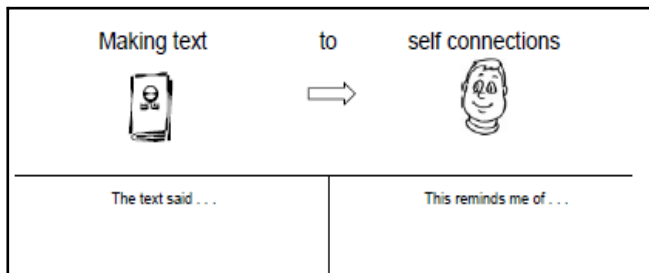 Making text to self connections
The text said . . .
This reminds me of . . .